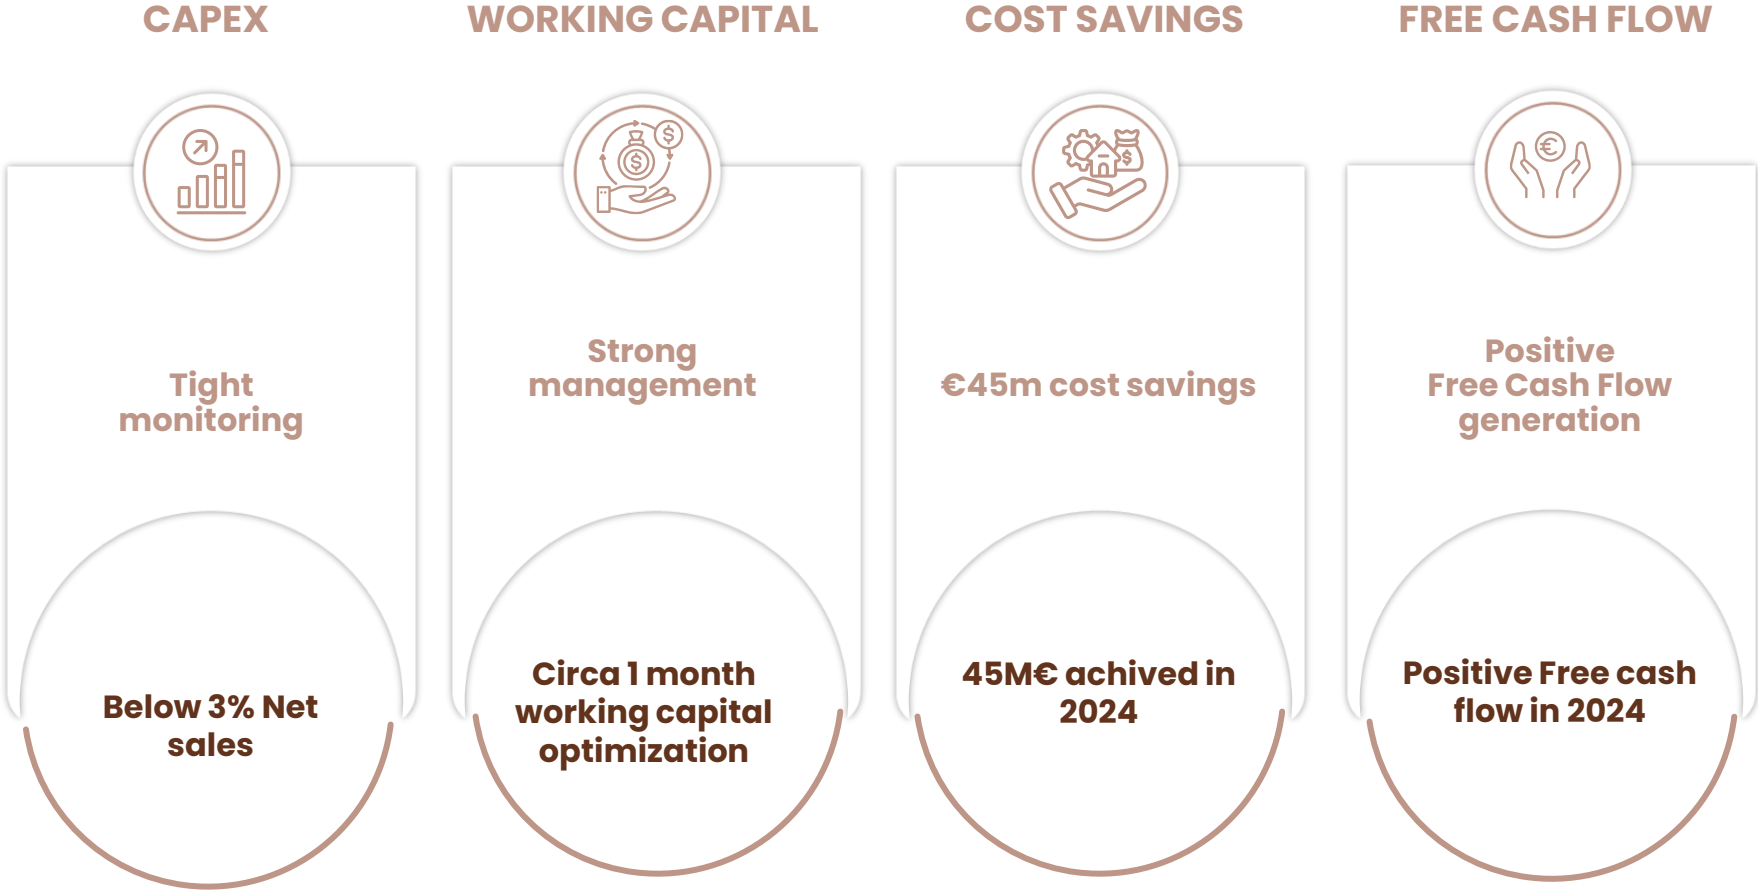 CAPEX
Tight
monitoring
Below 3% Net
sales
WORKING CAPITAL
Strong
management
Circa 1 month
working capital
optimization
COST SAVINGS
€45m cost savings
45M€ achived in
2024
FREE CASH FLOW
Positive
Free Cash Flow
generation
Positive Free cash
flow in 2024